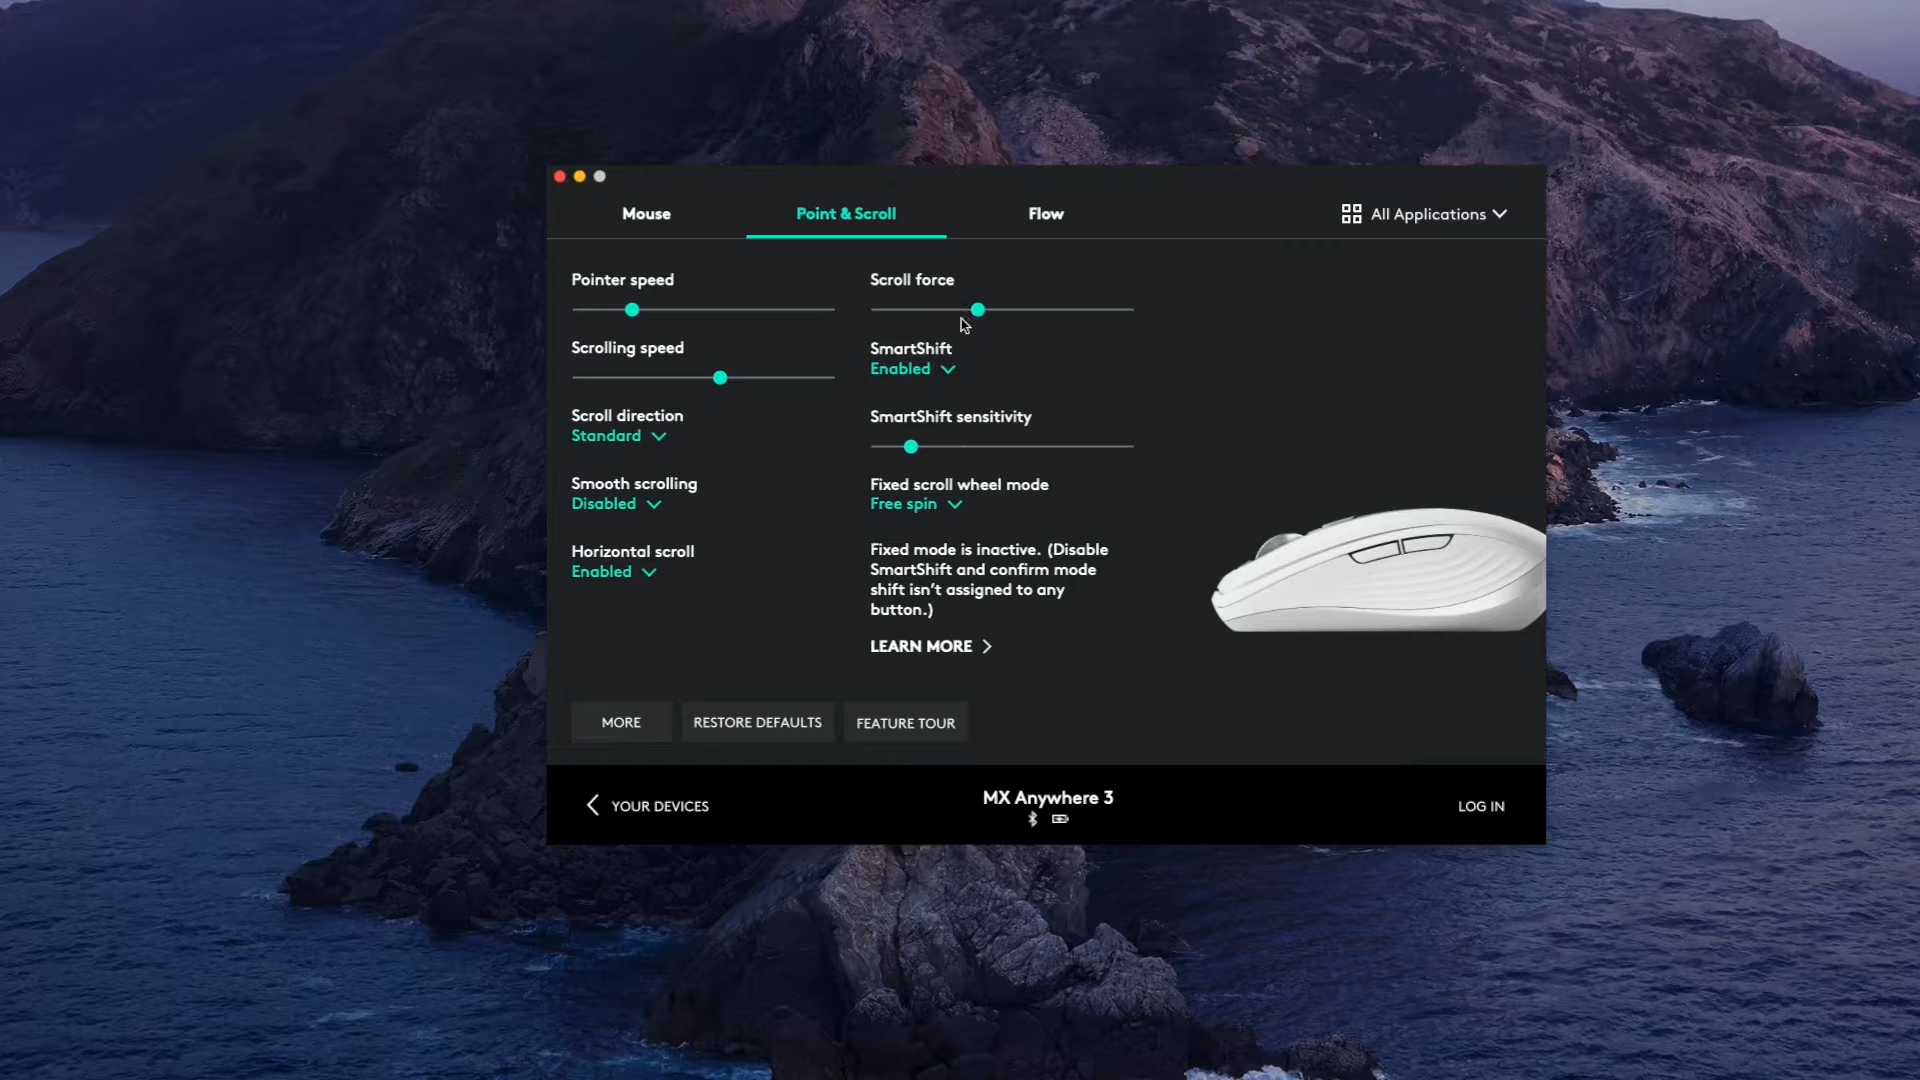 Mouse
Point & Scroll
Flow
All Applications
Pointer speed
Scrolling speed
Scroll direction
Standard
Smooth scrolling
Disabled
Horizontal scroll
Enabled
Scroll force
SmartShift
Enabled
SmartShift sensitivity
Fixed scroll wheel mode
Free spin
Fixed mode is inactive. (Disable
SmartShift and confirm mode
shift isn't assigned to any
button.)
LEARN MORE
MORE
RESTORE DEFAULTS
FEATURE TOUR
YOUR DEVICES
MX Anywhere 3
LOG IN